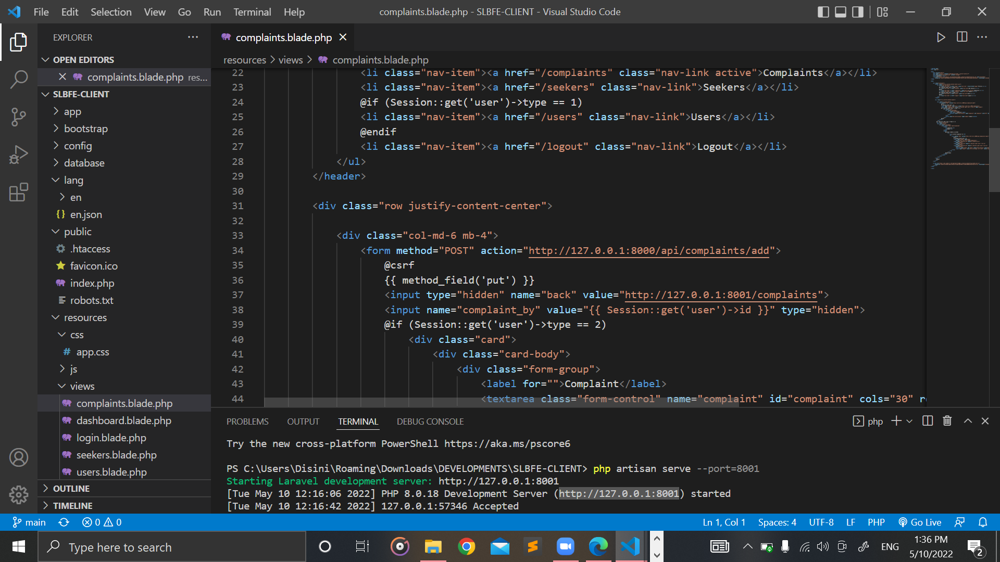 File Edit Selection View Go Run Terminal Help
complaints.blade.php - SLBFE-CLIENT - Visual Studio Code
EXPLORER
OPEN EDITORS
complaints.blade.php res...
SLBFE-CLIENT
app
bootstrap
config
database
lang
en
en.json
public
.htaccess
favicon.ico
index.php
robots.txt
resources
css
app.css
js
views
complaints.blade.php
dashboard.blade.php
login.blade.php
seekers.blade.php
users.blade.php
OUTLINE
TIMELINE
complaints.blade.php
resources > views > complaints.blade.php
22 <li class="nav-item"><a href="/complaints" class="nav-link active">Complaints</a></li>
23 <li class="nav-item"><a href="/seekers" class="nav-link">Seekers</a></li>
24 @if (Session::get('user')->type == 1)
25 <li class="nav-item"><a href="/users" class="nav-link">Users</a></li>
26 @endif
27 <li class="nav-item"><a href="/logout" class="nav-link">Logout</a></li>
28 </ul>
29 </header>
30
31 <div class="row justify-content-center">
32
33 <div class="col-md-6 mb-4">
34 <form method="POST" action="http://127.0.0.1:8000/api/complaints/add">
35 @csrf
36 {{ method_field('put') }}
37 <input type="hidden" name="back" value="http://127.0.0.1:8001/complaints">
38 <input name="complaint_by" value="{{ Session::get('user')->id }}" type="hidden">
39 @if (Session::get('user')->type == 2)
40 <div class="card">
41 <div class="card-body">
42 <div class="form-group">
43 <label for="">Complaint</label>
44 <textarea class="form-control" name="complaint" id="complaint" cols="30" r
PROBLEMS OUTPUT TERMINAL DEBUG CONSOLE
php
Try the new cross-platform PowerShell https://aka.ms/pscore6
PS C:\Users\Disini\Roaming\Downloads\DEVELOPMENTS\SLBFE-CLIENT> php artisan serve --port=8001
Starting Laravel development server: http://127.0.0.1:8001
[Tue May 10 12:16:06 2022] PHP 8.0.18 Development Server (http://127.0.0.1:8001) started
[Tue May 10 12:16:42 2022] 127.0.0.1:57346 Accepted
main 0 0
Ln 1, Col 1 Spaces: 4 UTF-8 LF PHP Go Live
Type here to search
ENG
1:36 PM
5/10/2022
2